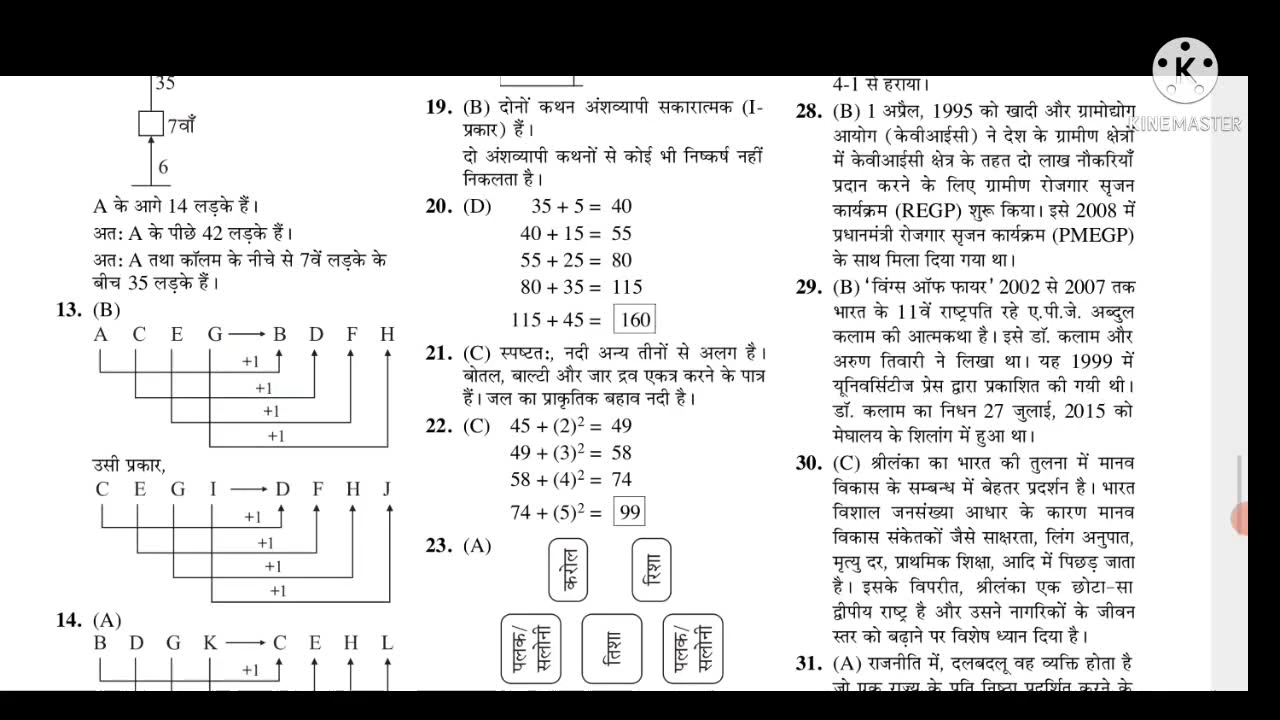 35
7वाँ
6
A के आगे 14 लड़के हैं।
अत: A के पीछे 42 लड़के हैं।
अत: A तथा कॉलम के नीचे से 7वें लड़के के
बीच 35 लड़के हैं।
13. (B)
A C E G → B D F H
+1
+1
+1
+1
उसी प्रकार,
C E G I → D F H J
+1
+1
+1
+1
14. (A)
B D G K → C E H L
+1
19. (B) दोनों कथन अंशव्यापी सकारात्मक (I-
प्रकार) हैं।
दो अंशव्यापी कथनों से कोई भी निष्कर्ष नहीं
निकलता है।
20. (D) 35 + 5 = 40
40 + 15 = 55
55 + 25 = 80
80 + 35 = 115
115 + 45 = 160
21. (C) स्पष्टत:, नदी अन्य तीनों से अलग है।
बोतल, बाल्टी और जार द्रव एकत्र करने के पात्र
हैं। जल का प्राकृतिक बहाव नदी है।
22. (C) 45 + (2)² = 49
49 + (3)² = 58
58 + (4)² = 74
74 + (5)² = 99
23. (A)
करोल रिशा
पलक/ सलोनी तिशा पलक/ सलोनी
4-1 से हराया।
28. (B) 1 अप्रैल, 1995 को खादी और ग्रामोद्योग
आयोग (केवीआईसी) ने देश के ग्रामीण क्षेत्रों
में केवीआईसी क्षेत्र के तहत दो लाख नौकरियाँ
प्रदान करने के लिए ग्रामीण रोजगार सृजन
कार्यक्रम (REGP) शुरू किया। इसे 2008 में
प्रधानमंत्री रोजगार सृजन कार्यक्रम (PMEGP)
के साथ मिला दिया गया था।
29. (B) 'विंग्स ऑफ फायर' 2002 से 2007 तक
भारत के 11वें राष्ट्रपति रहे ए.पी.जे. अब्दुल
कलाम की आत्मकथा है। इसे डॉ. कलाम और
अरुण तिवारी ने लिखा था। यह 1999 में
यूनिवर्सिटीज प्रेस द्वारा प्रकाशित की गयी थी।
डॉ. कलाम का निधन 27 जुलाई, 2015 को
मेघालय के शिलांग में हुआ था।
30. (C) श्रीलंका का भारत की तुलना में मानव
विकास के सम्बन्ध में बेहतर प्रदर्शन है। भारत
विशाल जनसंख्या आधार के कारण मानव
विकास संकेतकों जैसे साक्षरता, लिंग अनुपात,
मृत्यु दर, प्राथमिक शिक्षा, आदि में पिछड़ जाता
है। इसके विपरीत, श्रीलंका एक छोटा-सा
द्वीपीय राष्ट्र है और उसने नागरिकों के जीवन
स्तर को बढ़ाने पर विशेष ध्यान दिया है।
31. (A) राजनीति में, दलबदलू वह व्यक्ति होता है
जो एक राज्य के प्रति निष्ठा प्रदर्शित करने के
K
KINEMASTER